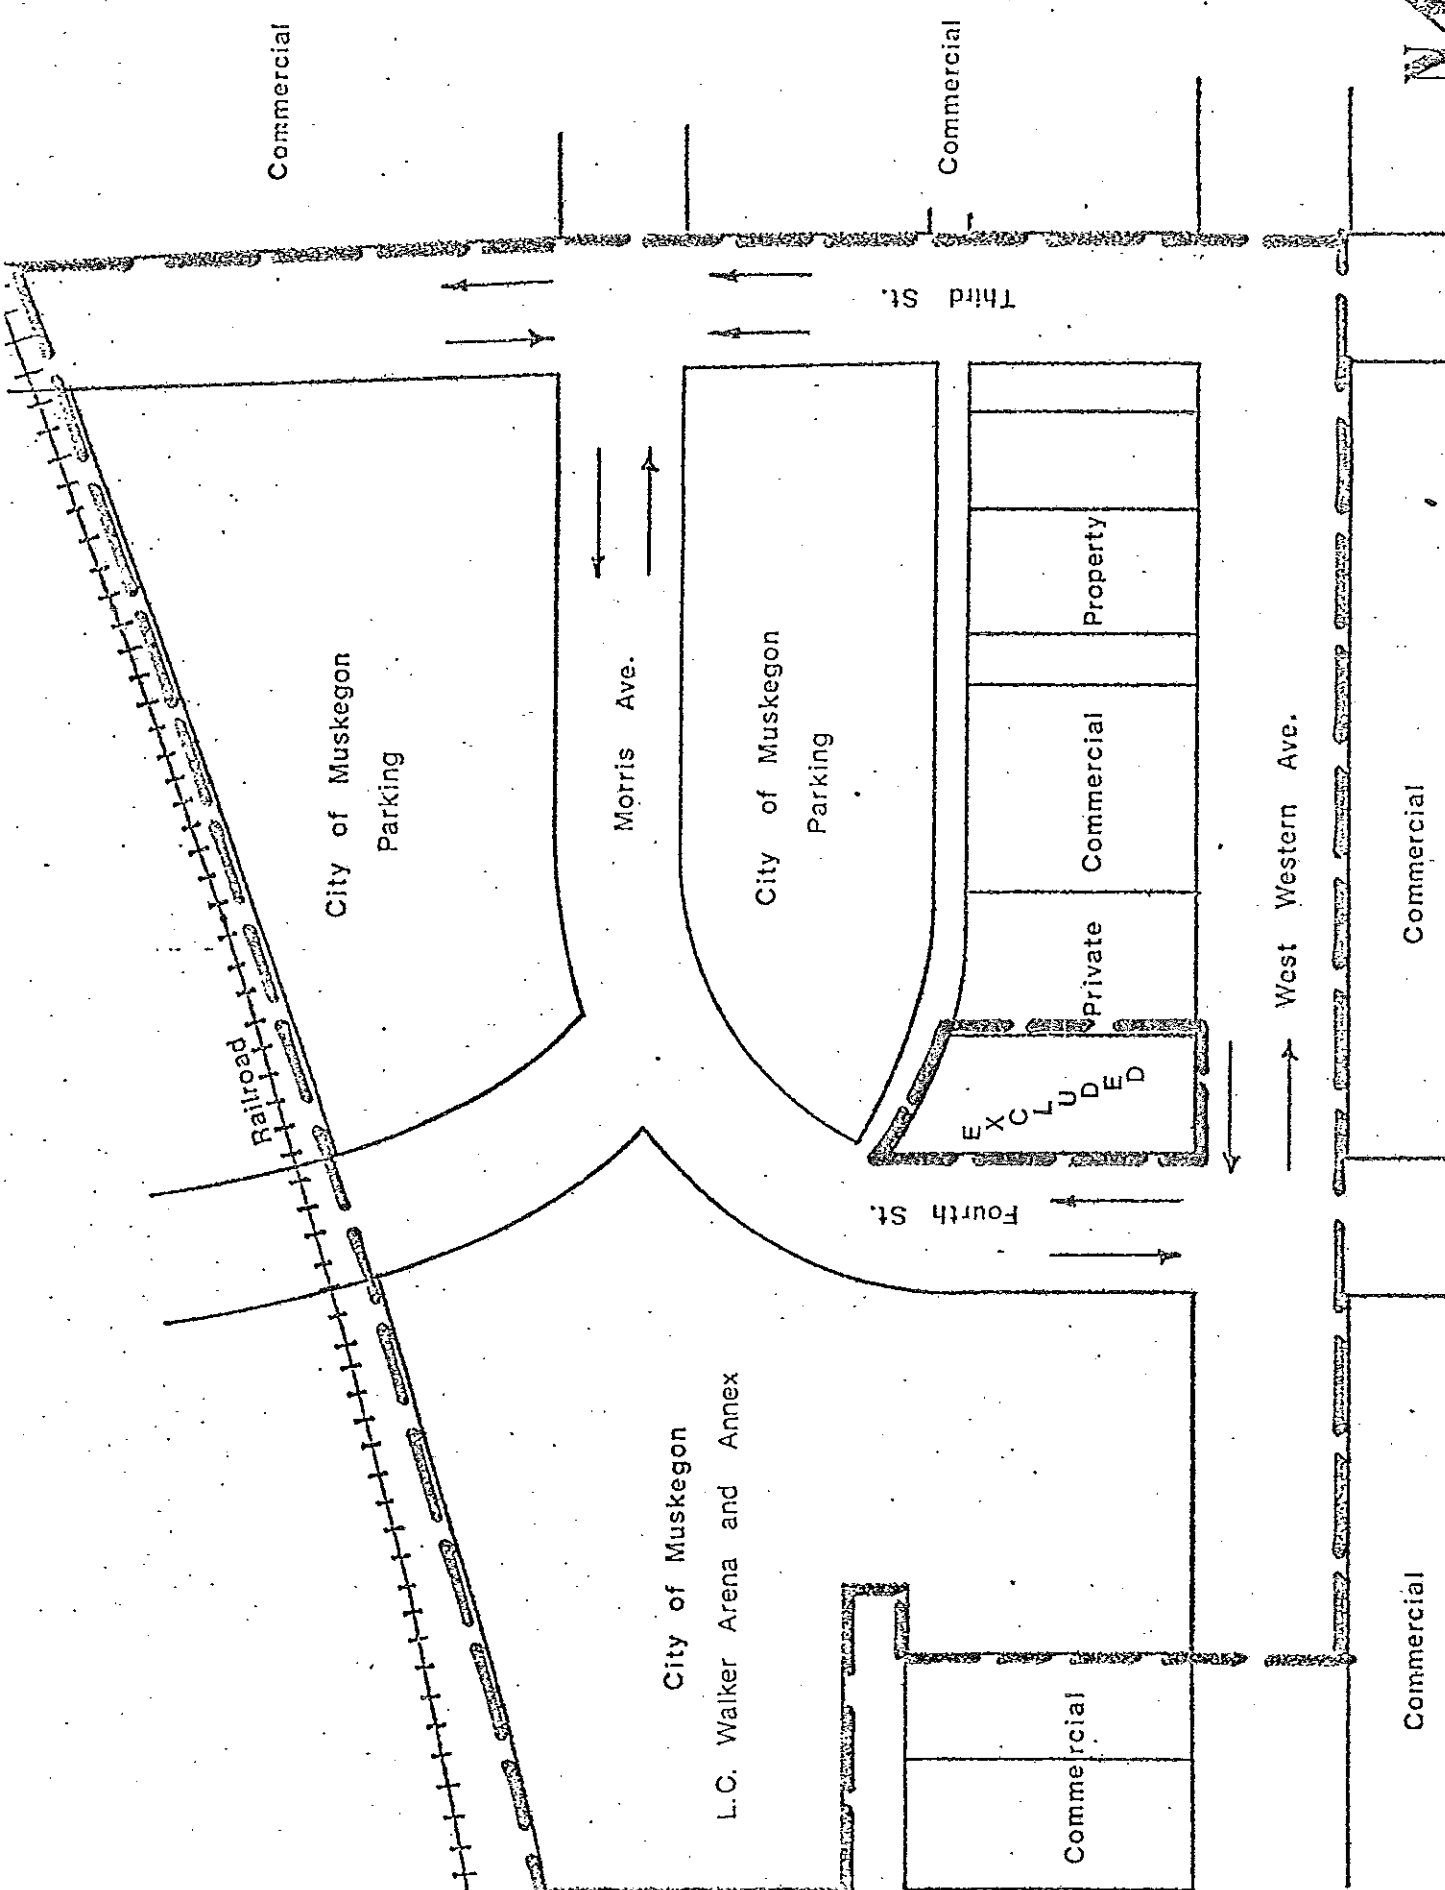 Commercial
Commercial
N
Third St.
City of Muskegon
Parking
Morris Ave.
City of Muskegon
Parking
Private Commercial Property
West Western Ave.
Commercial
Railroad
EXCLUDED
Fourth St.
City of Muskegon
L.C. Walker Arena and Annex
Commercial
Commercial